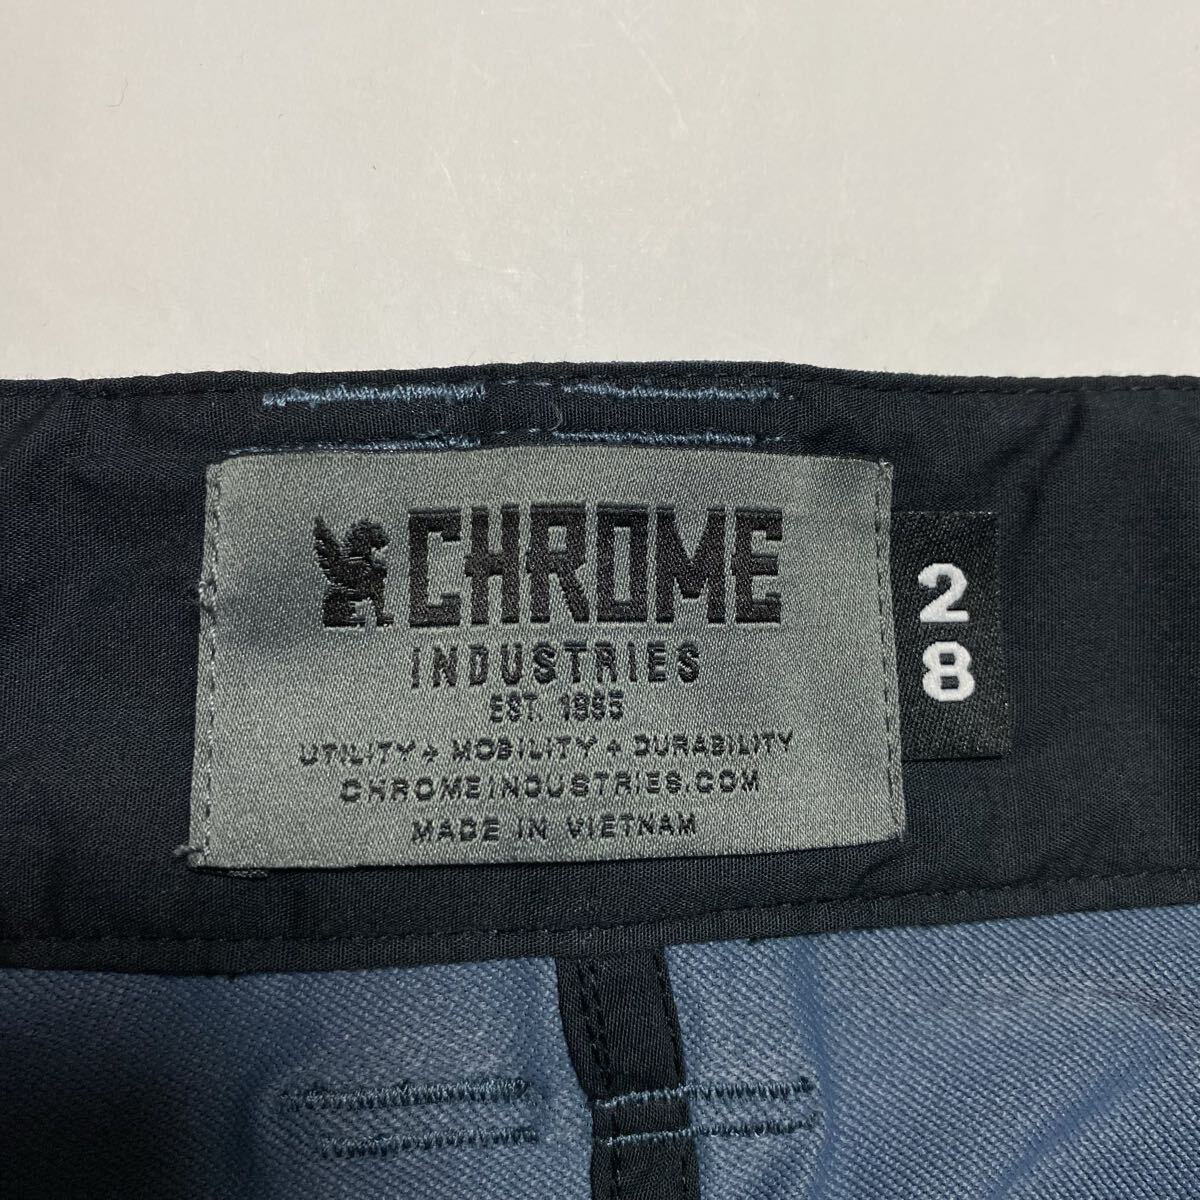 CHROME
INDUSTRIES
EST. 1995
UTILITY + MOBILITY + DURABILITY
CHROMEINDUSTRIES.COM
MADE IN VIETNAM
2
8